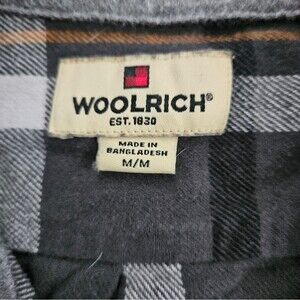 WOOLRICH®
EST. 1830
MADE IN
BANGLADESH
M/M